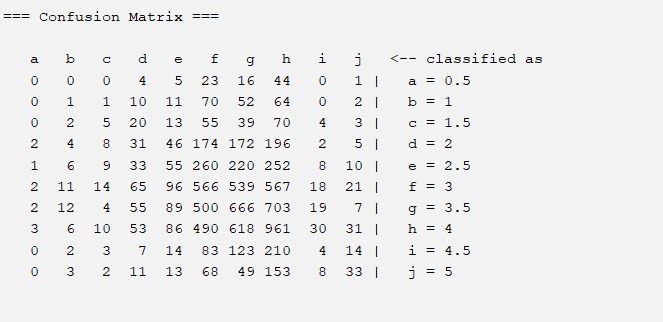 === Confusion Matrix ===
a b c d e f g h i j <-- classified as
0 0 0 4 5 23 16 44 0 1 | a = 0.5
0 1 1 10 11 70 52 64 0 2 | b = 1
0 2 5 20 13 55 39 70 4 3 | c = 1.5
2 4 8 31 46 174 172 196 2 5 | d = 2
1 6 9 33 55 260 220 252 8 10 | e = 2.5
2 11 14 65 96 566 539 567 18 21 | f = 3
2 12 4 55 89 500 666 703 19 7 | g = 3.5
3 6 10 53 86 490 618 961 30 31 | h = 4
0 2 3 7 14 83 123 210 4 14 | i = 4.5
0 3 2 11 13 68 49 153 8 33 | j = 5